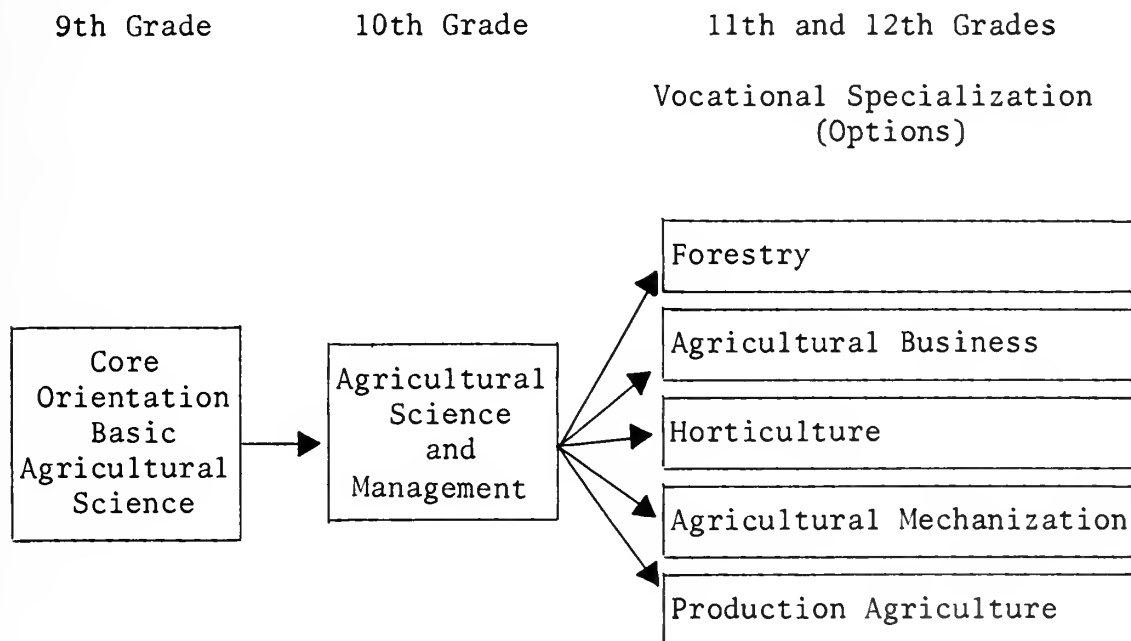 9th Grade
10th Grade
11th and 12th Grades
Vocational Specialization
(Options)
Core
Orientation
Basic
Agricultural
Science
Agricultural
Science
and
Management
Forestry
Agricultural Business
Horticulture
Agricultural Mechanization
Production Agriculture